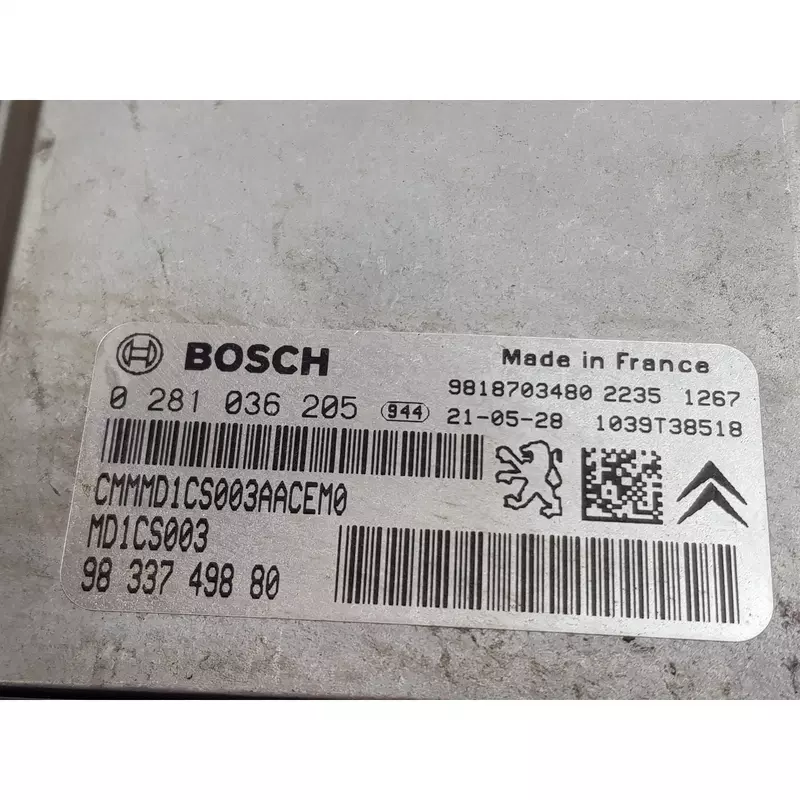 BOSCH
Made in France
0 281 036 205 944
9818703480 2235 1267
21-05-28 1039T38518
CMMMD1CS003AACEM0
MD1CS003
98 337 498 80